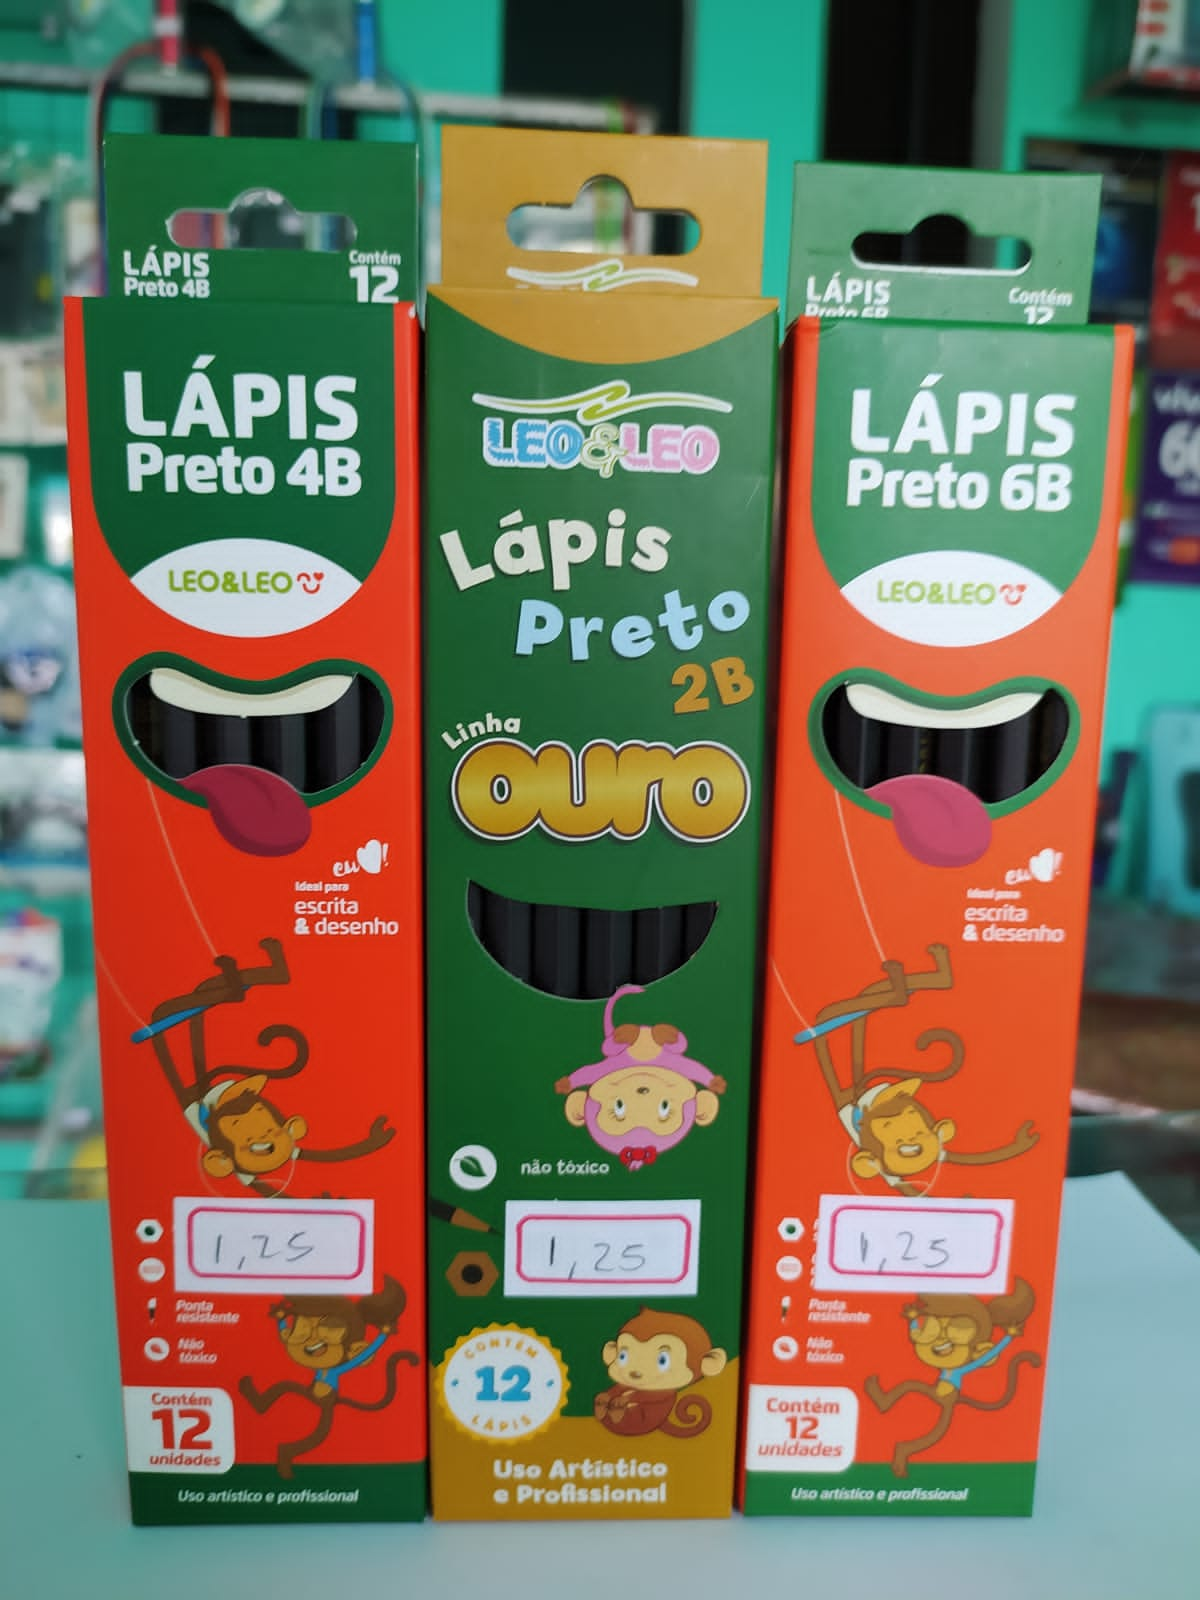 LÁPIS
Preto 4B
Contém
12
LÁPIS
Preto 4B
LEO&LEO
eu
Ideal para
escrita
& desenho
1,25
Ponta
resistente
Não
tóxico
Contém
12
unidades
Uso artístico e profissional
LEO&LEO
Lápis
Preto
2B
Linha
OURO
não tóxico
1,25
CONTÉM
12
LÁPIS
Uso Artístico
e Profissional
LÁPIS
Preto 6B
Contém
12
LÁPIS
Preto 6B
LEO&LEO
eu
Ideal para
escrita
& desenho
1,25
Ponta
resistente
Não
tóxico
Contém
12
unidades
Uso artístico e profissional